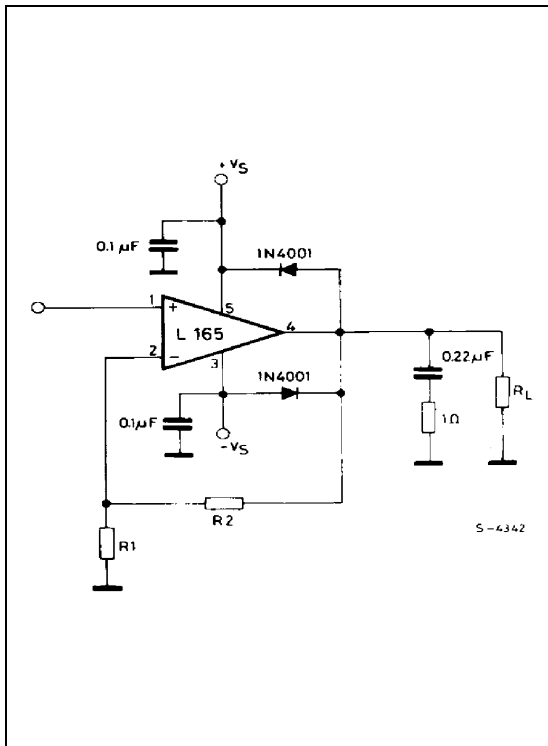 +VS
0.1 µF
1N4001
1
+
5
L 165
4
2
−
3
0.22µF
1N4001
RL
0.1µF
1Ω
−VS
R2
S-4342
R1